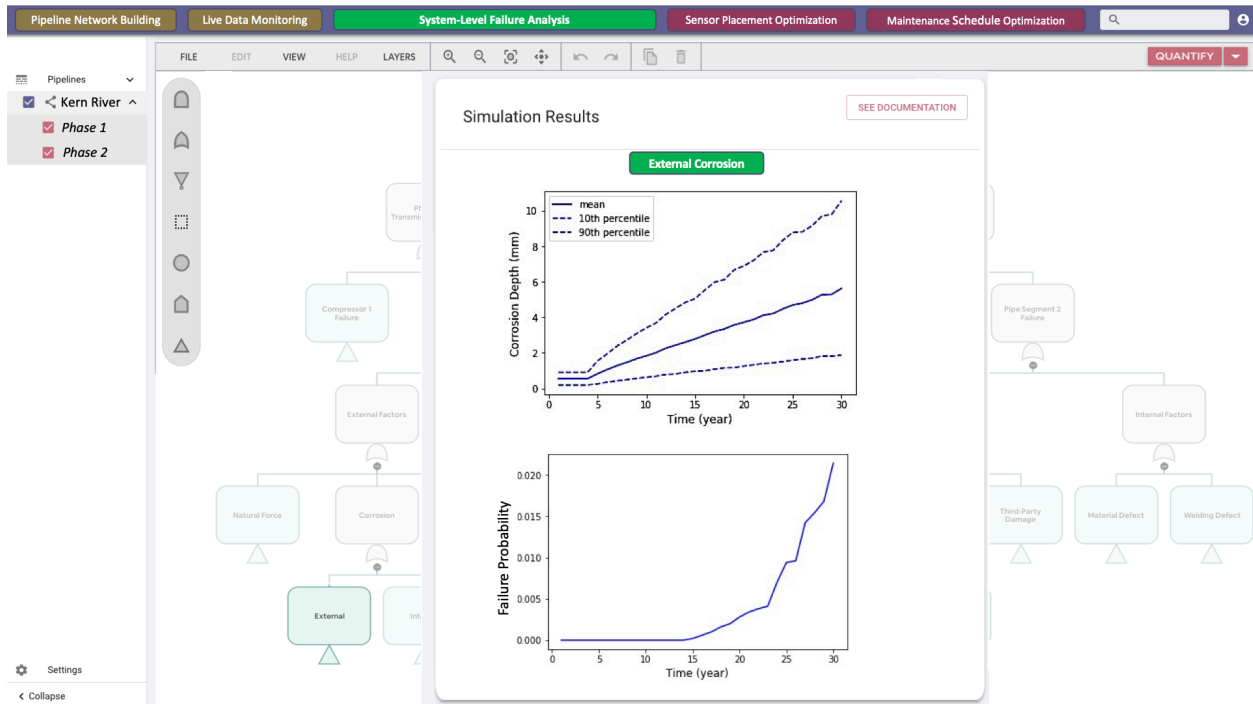 Pipeline Network Building
Live Data Monitoring
System-Level Failure Analysis
Sensor Placement Optimization
Maintenance Schedule Optimization
FILE
EDIT
VIEW
HELP
LAYERS
QUANTIFY
Pipelines
Kern River
Phase 1
Phase 2
Simulation Results
SEE DOCUMENTATION
External Corrosion
mean
10th percentile
90th percentile
Corrosion Depth (mm)
10
8
6
4
2
0
0 5 10 15 20 25 30
Time (year)
Failure Probability
0.020
0.015
0.010
0.005
0.000
0 5 10 15 20 25 30
Time (year)
Compressor 1
Failure
External Factors
Natural Force
Corrosion
External
Pipe Segment 2
Failure
Internal Factors
Third-Party
Damage
Material Defect
Welding Defect
Settings
Collapse